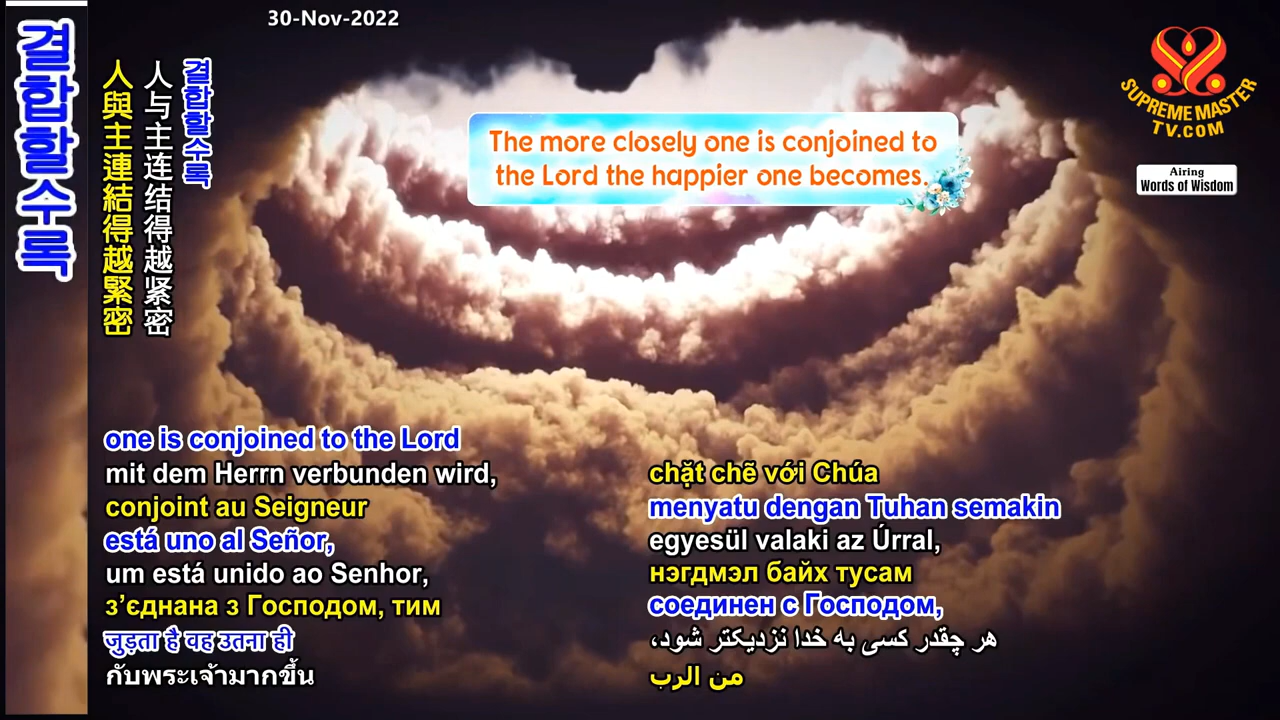 30-Nov-2022
결합할수록
人與主連結得越緊密
人与主连结得越紧密
결합할수록
The more closely one is conjoined to
the Lord the happier one becomes.
SUPREME MASTER
TV.COM
Airing
Words of Wisdom
one is conjoined to the Lord
mit dem Herrn verbunden wird,
conjoint au Seigneur
está uno al Señor,
um está unido ao Senhor,
з’єднана з Господом, тим
जुड़ता है वह उतना ही
กับพระเจ้ามากขึ้น
chặt chẽ với Chúa
menyatu dengan Tuhan semakin
egyesül valaki az Úrral,
нэгдмэл байх тусам
соединен с Господом,
هر چقدر کسی به خدا نزدیکتر شود،
من الرب